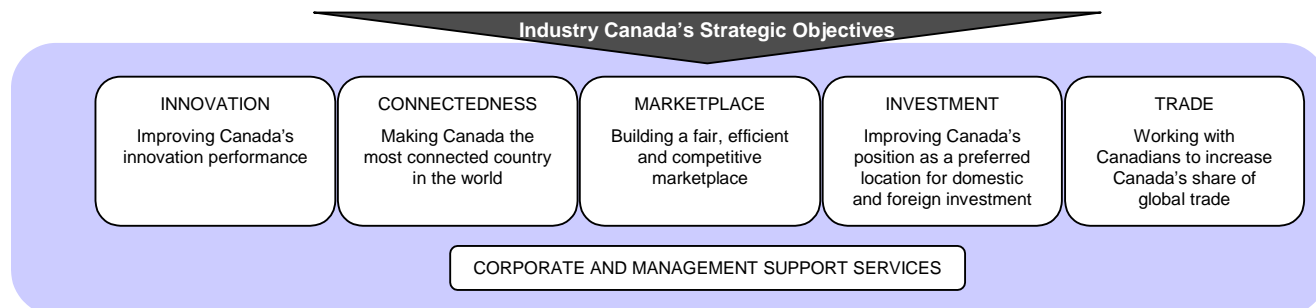 Industry Canada’s Strategic Objectives
INNOVATION
Improving Canada’s
innovation performance
CONNECTEDNESS
Making Canada the
most connected country
in the world
MARKETPLACE
Building a fair, efficient
and competitive
marketplace
INVESTMENT
Improving Canada’s
position as a preferred
location for domestic
and foreign investment
TRADE
Working with
Canadians to increase
Canada’s share of
global trade
CORPORATE AND MANAGEMENT SUPPORT SERVICES